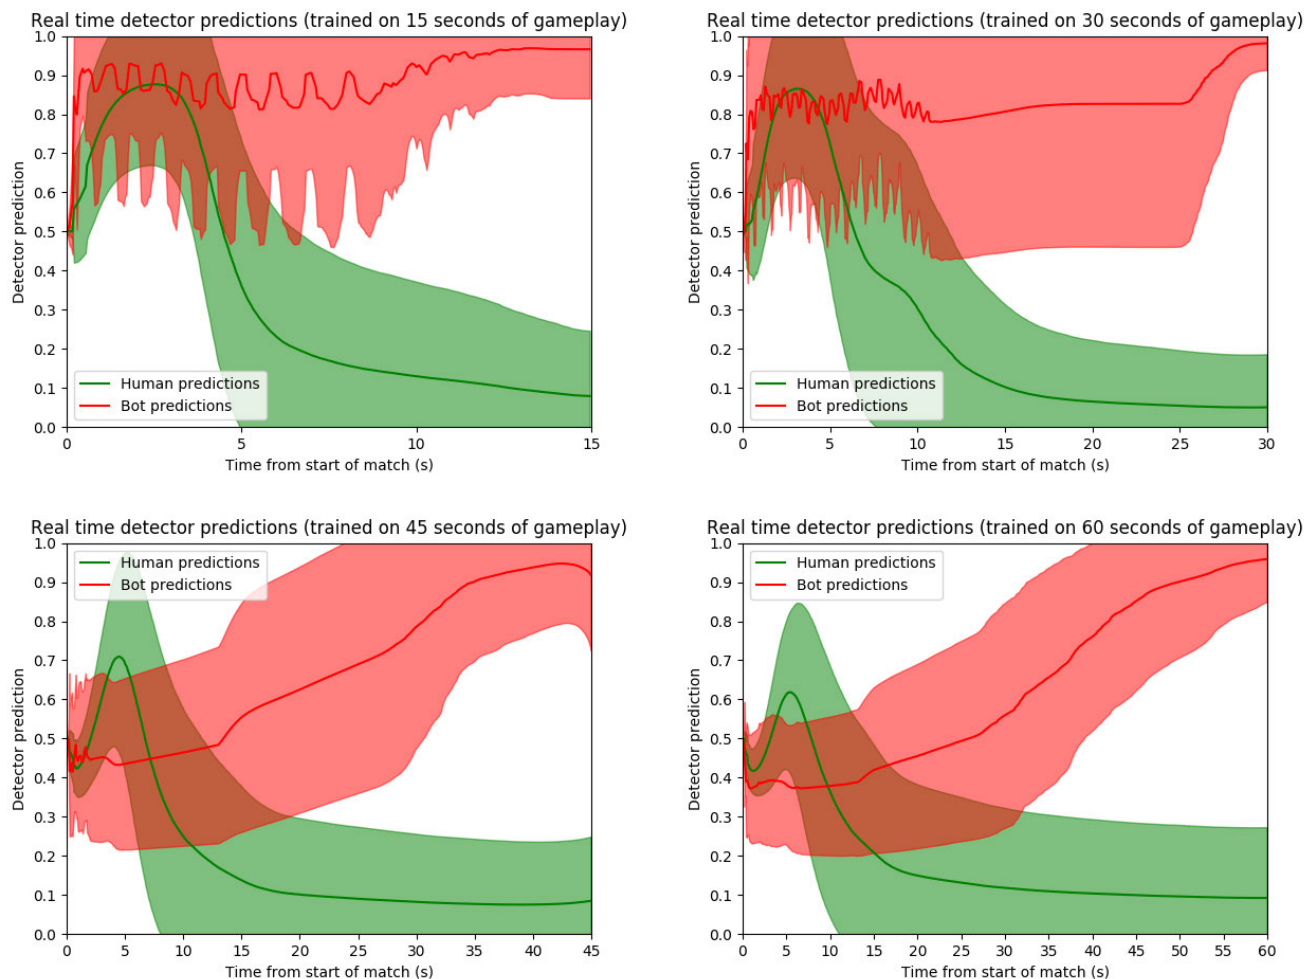 Real time detector predictions (trained on 15 seconds of gameplay)
1.0
0.9
0.8
0.7
0.6
0.5
0.4
0.3
0.2
0.1
0.0
Detector prediction
Human predictions
Bot predictions
0 5 10 15
Time from start of match (s)
Real time detector predictions (trained on 30 seconds of gameplay)
1.0
0.9
0.8
0.7
0.6
0.5
0.4
0.3
0.2
0.1
0.0
Detector prediction
Human predictions
Bot predictions
0 5 10 15 20 25 30
Time from start of match (s)
Real time detector predictions (trained on 45 seconds of gameplay)
1.0
0.9
0.8
0.7
0.6
0.5
0.4
0.3
0.2
0.1
0.0
Detector prediction
Human predictions
Bot predictions
0 5 10 15 20 25 30 35 40 45
Time from start of match (s)
Real time detector predictions (trained on 60 seconds of gameplay)
1.0
0.9
0.8
0.7
0.6
0.5
0.4
0.3
0.2
0.1
0.0
Detector prediction
Human predictions
Bot predictions
0 5 10 15 20 25 30 35 40 45 50 55 60
Time from start of match (s)